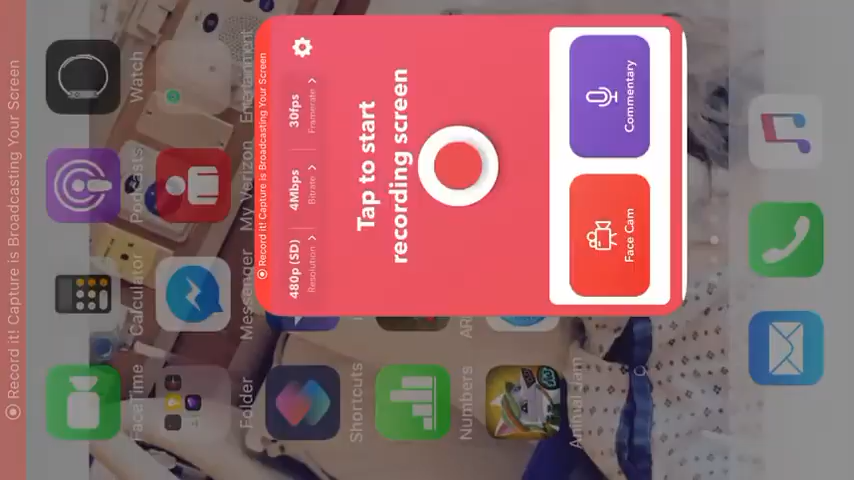 Record it! Capture is Broadcasting Your Screen
Record it! Capture is Broadcasting Your Screen
480p (SD)
Resolution
4Mbps
Bitrate
30fps
Framerate
Tap to start
recording screen
Face Cam
Commentary
FaceTime
Calculator
Podcasts
Watch
Folder
Messenger
My Verizon
Entertainment
Shortcuts
Numbers
Animal Jam